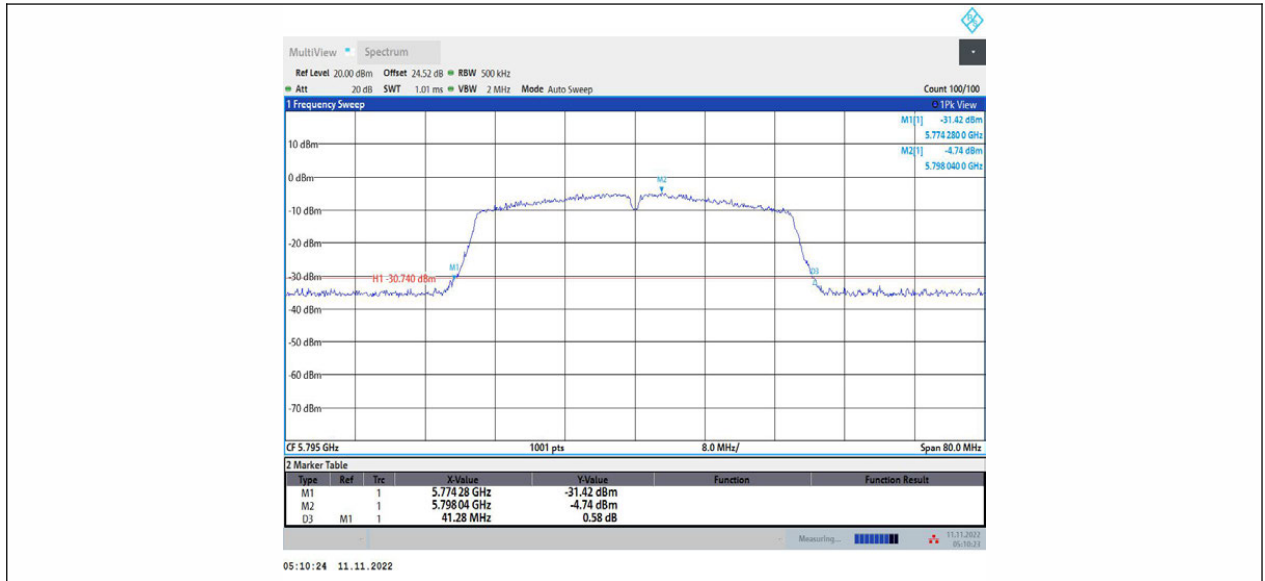 MultiView Spectrum
Ref Level 20.00 dBm Offset 24.52 dB RBW 500 kHz
Att 20 dB SWT 1.01 ms VBW 2 MHz Mode Auto Sweep Count 100/100
1 Frequency Sweep 1Pk View
M1[1] -31.42 dBm
5.774 280 0 GHz
10 dBm
M2[1] -4.74 dBm
5.798 040 0 GHz
0 dBm
M2
-10 dBm
-20 dBm
M1
D3
-30 dBm
H1 -30.740 dBm
-40 dBm
-50 dBm
-60 dBm
-70 dBm
CF 5.795 GHz 1001 pts 8.0 MHz/ Span 80.0 MHz
2 Marker Table
Type Ref Trc X-Value Y-Value Function Function Result
M1 1 5.774 28 GHz -31.42 dBm
M2 1 5.798 04 GHz -4.74 dBm
D3 M1 1 41.28 MHz 0.58 dB
Measuring... 11.11.2022
05:10:23
05:10:24 11.11.2022